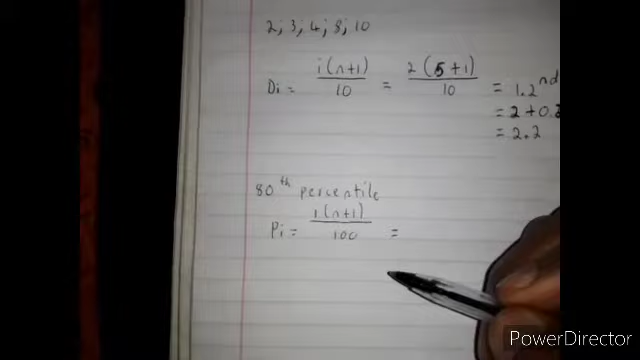 2; 3; 4; 8; 10
Di = i(n+1)/10 = 2(5+1)/10 = 1.2nd
= 2 + 0.2
= 2.2
80th percentile
Pi = i(n+1)/100 =
PowerDirector